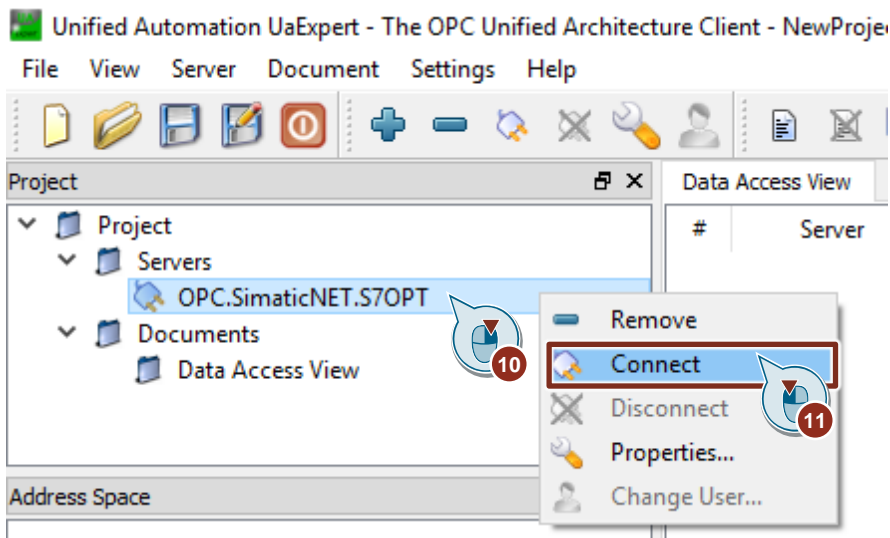 Unified Automation UaExpert - The OPC Unified Architecture Client - NewProje
File View Server Document Settings Help
Project
Data Access View
# Server
Project
Servers
OPC.SimaticNET.S7OPT
Documents
Data Access View
10
Remove
Connect
11
Disconnect
Properties...
Change User...
Address Space